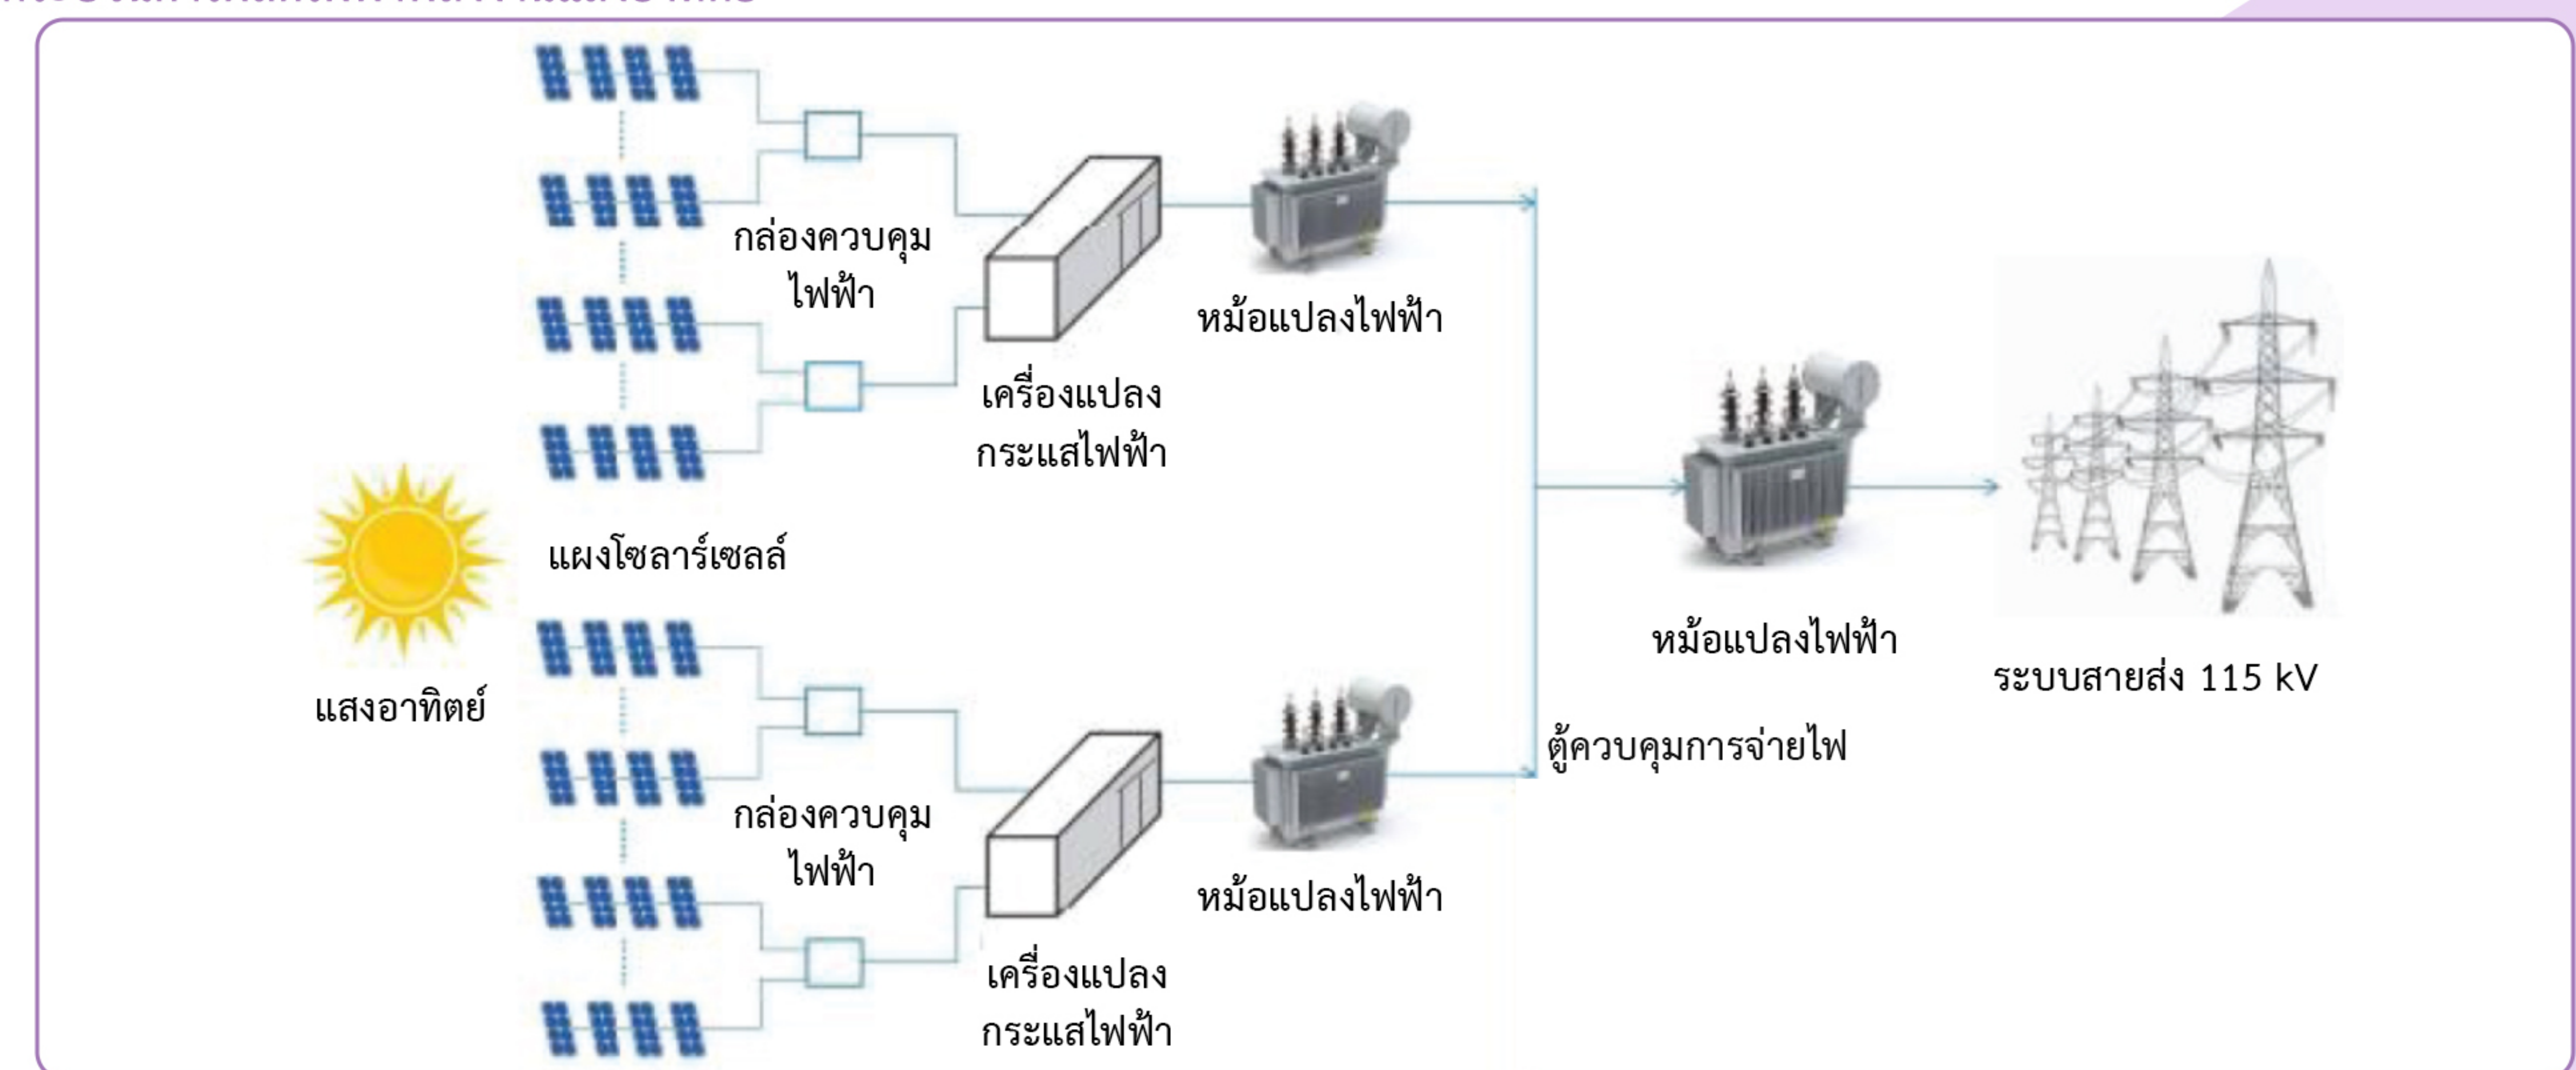 กล่องควบคุม
ไฟฟ้า
หม้อแปลงไฟฟ้า
เครื่องแปลง
กระแสไฟฟ้า
แผงโซลาร์เซลล์
แสงอาทิตย์
หม้อแปลงไฟฟ้า
ระบบสายส่ง 115 kV
ตู้ควบคุมการจ่ายไฟ
กล่องควบคุม
ไฟฟ้า
หม้อแปลงไฟฟ้า
เครื่องแปลง
กระแสไฟฟ้า